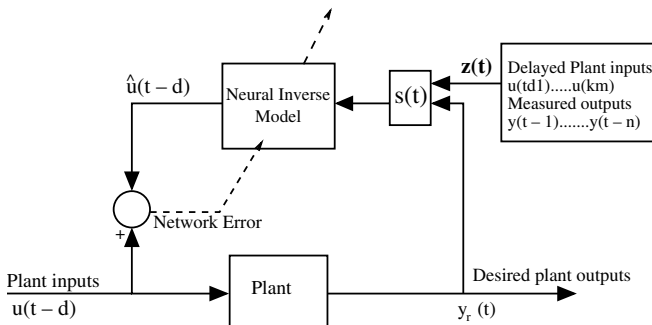 z(t)
Delayed Plant inputs
u(td1).....u(km)
Measured outputs
y(t−1).......y(t−n)
s(t)
Neural Inverse
Model
û(t−d)
Network Error
+
Plant inputs
u(t−d)
Plant
Desired plant outputs
y_r (t)